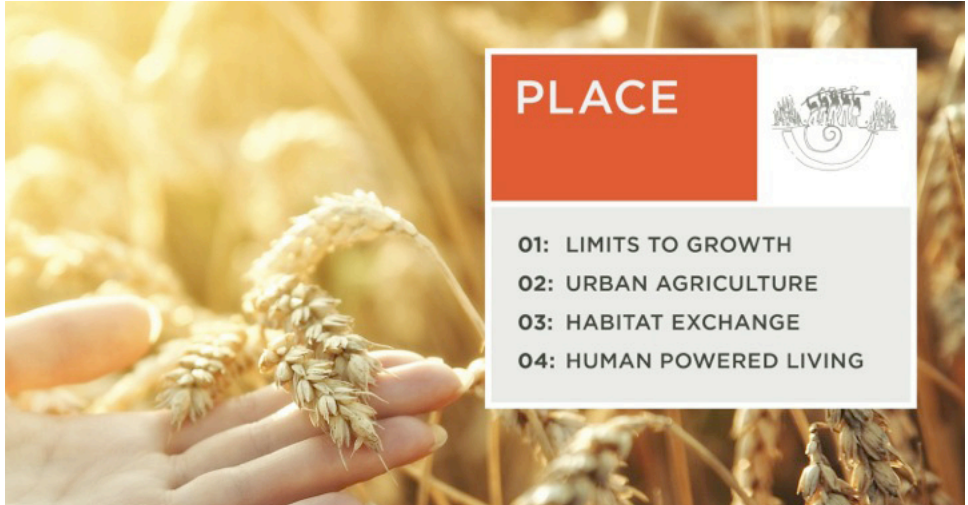 PLACE
01: LIMITS TO GROWTH
02: URBAN AGRICULTURE
03: HABITAT EXCHANGE
04: HUMAN POWERED LIVING